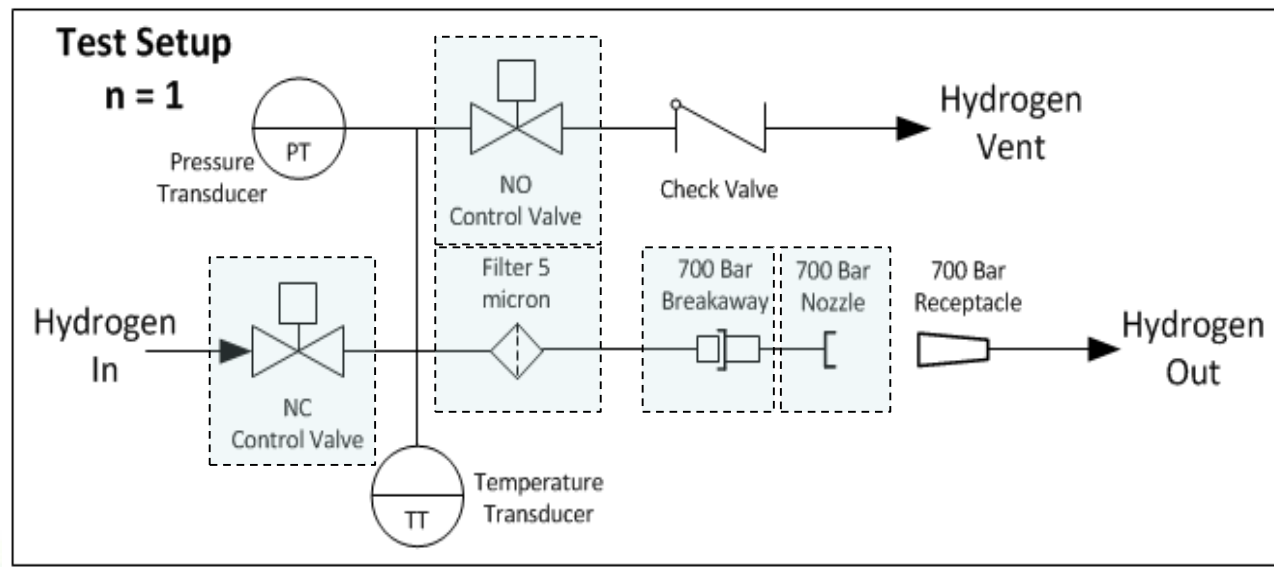 Test Setup
n = 1
PT
Pressure
Transducer
NO
Control Valve
Check Valve
Hydrogen
Vent
Hydrogen
In
NC
Control Valve
Filter 5
micron
700 Bar
Breakaway
700 Bar
Nozzle
700 Bar
Receptacle
Hydrogen
Out
TT
Temperature
Transducer